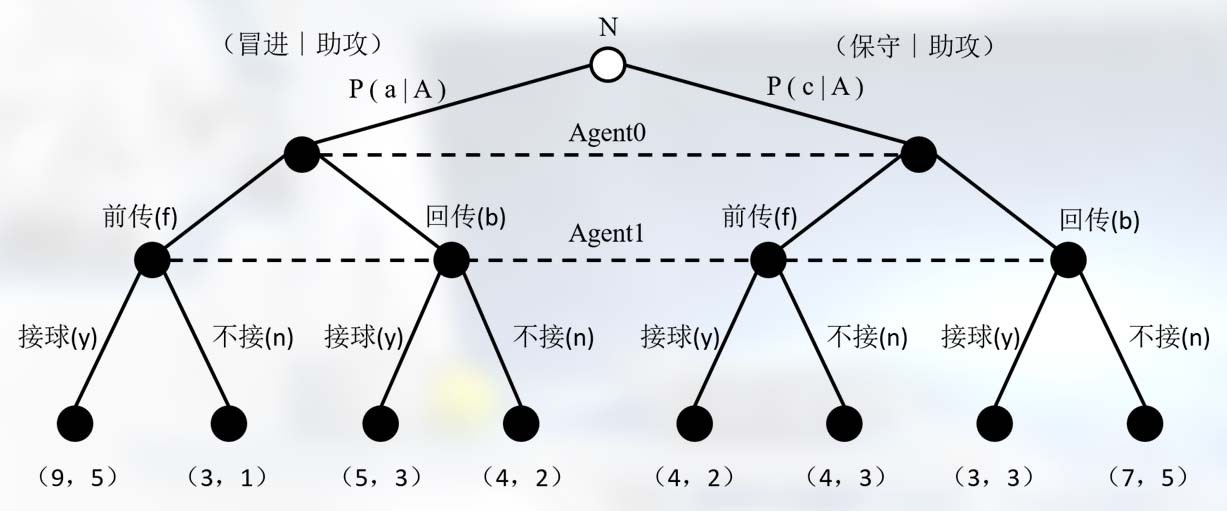 N
（冒进｜助攻）
（保守｜助攻）
P(a|A)
P(c|A)
Agent0
前传(f)
回传(b)
前传(f)
回传(b)
Agent1
接球(y)
不接(n)
接球(y)
不接(n)
接球(y)
不接(n)
接球(y)
不接(n)
（9，5）
（3，1）
（5，3）
（4，2）
（4，2）
（4，3）
（3，3）
（7，5）